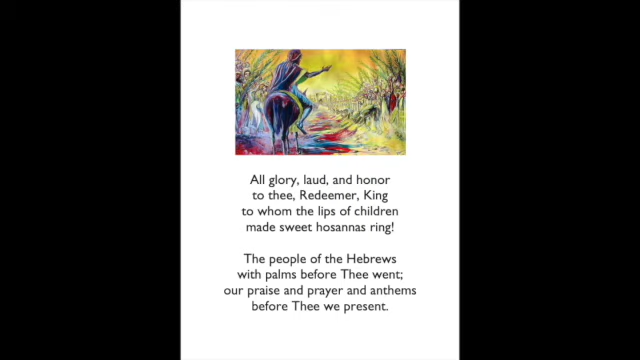 All glory, laud, and honor
to thee, Redeemer, King
to whom the lips of children
made sweet hosannas ring!
The people of the Hebrews
with palms before Thee went;
our praise and prayer and anthems
before Thee we present.